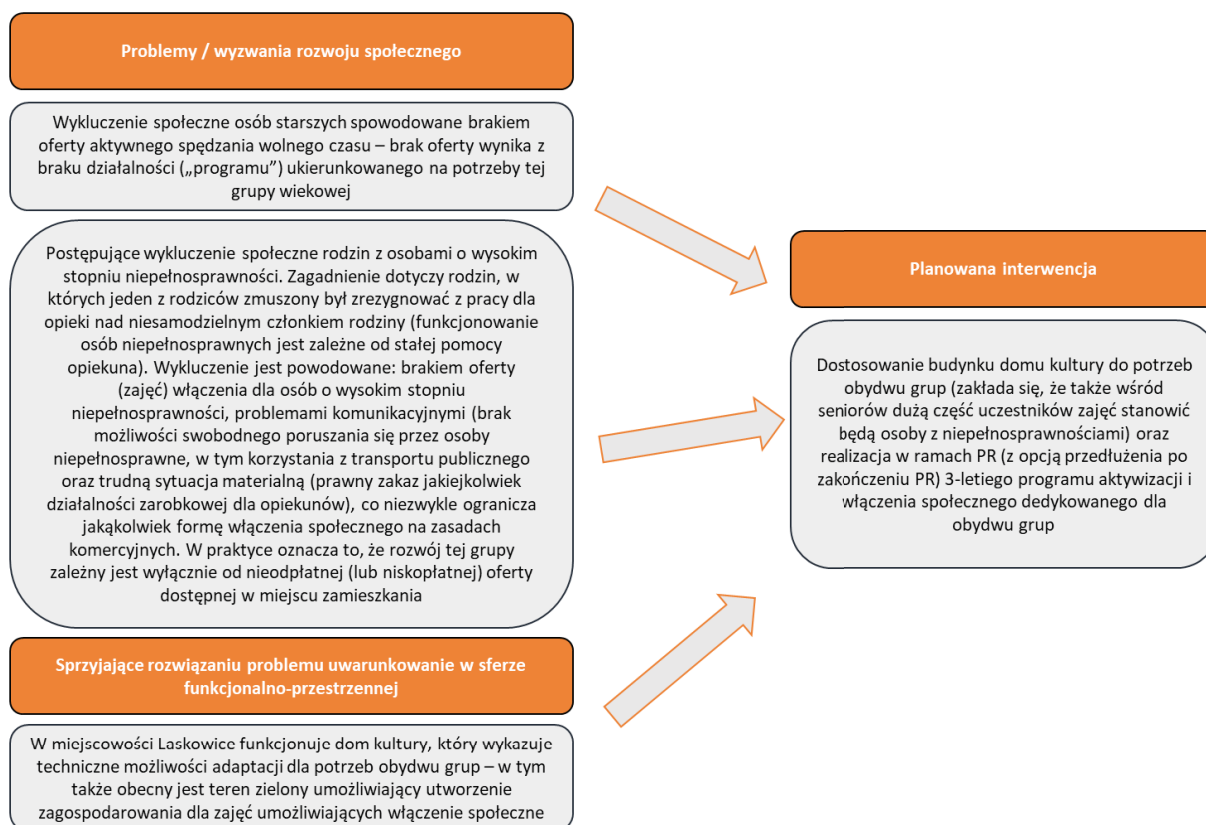 Problemy / wyzwania rozwoju społecznego
Wykluczenie społeczne osób starszych spowodowane brakiem
oferty aktywnego spędzania wolnego czasu – brak oferty wynika z
braku działalności („programu”) ukierunkowanego na potrzeby tej
grupy wiekowej
Postępujące wykluczenie społeczne rodzin z osobami o wysokim
stopniu niepełnosprawności. Zagadnienie dotyczy rodzin, w
których jeden z rodziców zmuszony był zrezygnować z pracy dla
opieki nad niesamodzielnym członkiem rodziny (funkcjonowanie
osób niepełnosprawnych jest zależne od stałej pomocy
opiekuna). Wykluczenie jest powodowane: brakiem oferty
(zajęć) włączenia dla osób o wysokim stopniu
niepełnosprawności, problemami komunikacyjnymi (brak
możliwości swobodnego poruszania się przez osoby
niepełnosprawne, w tym korzystania z transportu publicznego
oraz trudną sytuacja materialną (prawny zakaz jakiejkolwiek
działalności zarobkowej dla opiekunów), co niezwykle ogranicza
jakąkolwiek formę włączenia społecznego na zasadach
komercyjnych. W praktyce oznacza to, że rozwój tej grupy
zależny jest wyłącznie od nieodpłatnej (lub niskopłatnej) oferty
dostępnej w miejscu zamieszkania
Sprzyjające rozwiązaniu problemu uwarunkowanie w sferze
funkcjonalno-przestrzennej
W miejscowości Laskowice funkcjonuje dom kultury, który wykazuje
techniczne możliwości adaptacji dla potrzeb obydwu grup – w tym
także obecny jest teren zielony umożliwiający utworzenie
zagospodarowania dla zajęć umożliwiających włączenie społeczne
Planowana interwencja
Dostosowanie budynku domu kultury do potrzeb
obydwu grup (zakłada się, że także wśród
seniorów dużą część uczestników zajęć stanowić
będą osoby z niepełnosprawnościami) oraz
realizacja w ramach PR (z opcją przedłużenia po
zakończeniu PR) 3-letiego programu aktywizacji i
włączenia społecznego dedykowanego dla
obydwu grup